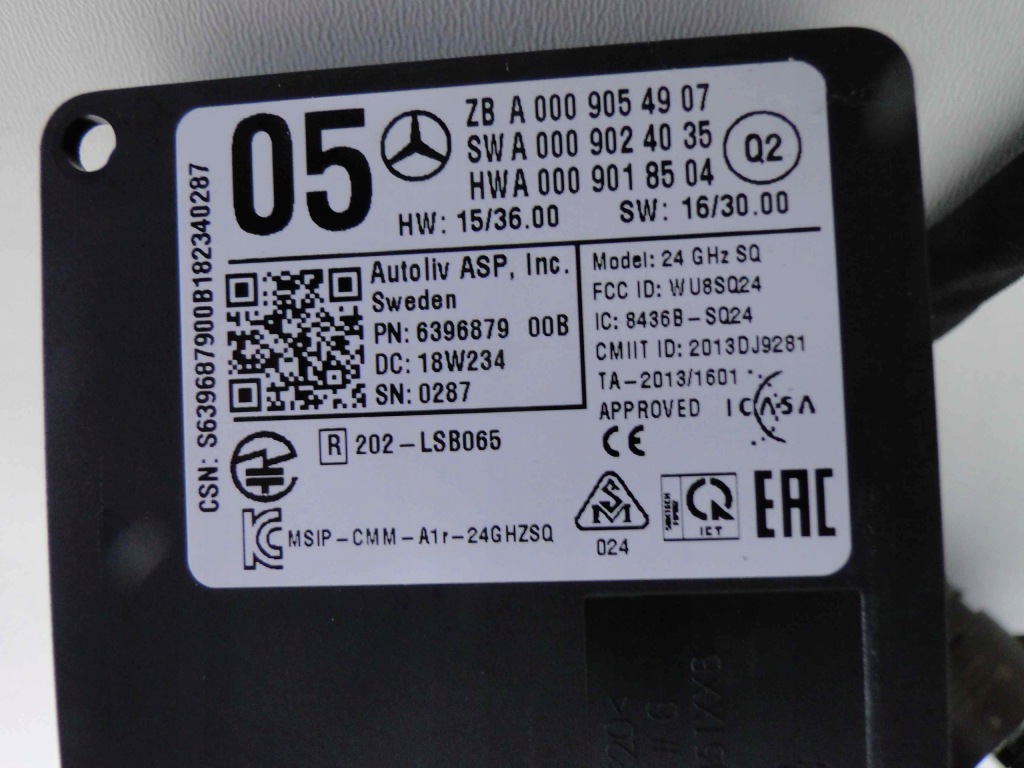 05
ZB A 000 905 49 07
SW A 000 902 40 35
HW A 000 901 85 04
Q2
HW: 15/36.00 SW: 16/30.00
CSN: S639687900B182340287
Autoliv ASP, Inc.
Sweden
PN: 6396879 00B
DC: 18W234
SN: 0287
Model: 24 GHz SQ
FCC ID: WU8SQ24
IC: 8436B-SQ24
CMIIT ID: 2013DJ9281
TA-2013/1601
APPROVED ICASA
CE
R 202-LSB065
MSIP-CMM-A1r-24GHZSQ
024
EAC